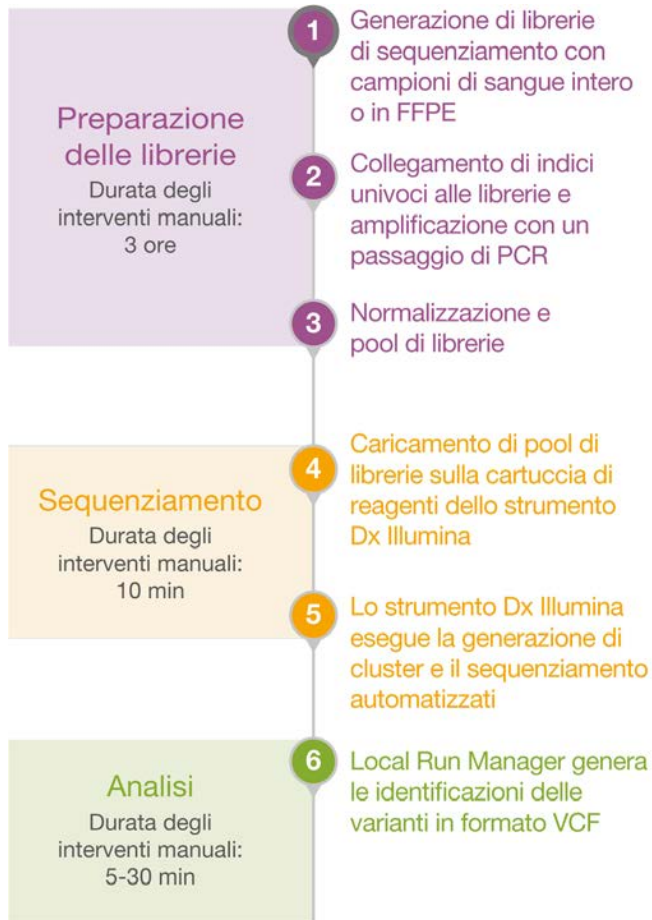 Preparazione
delle librerie
Durata degli
interventi manuali:
3 ore
1
Generazione di librerie
di sequenziamento con
campioni di sangue intero
o in FFPE
2
Collegamento di indici
univoci alle librerie e
amplificazione con un
passaggio di PCR
3
Normalizzazione e
pool di librerie
Sequenziamento
Durata degli
interventi manuali:
10 min
4
Caricamento di pool di
librerie sulla cartuccia di
reagenti dello strumento
Dx Illumina
5
Lo strumento Dx Illumina
esegue la generazione di
cluster e il sequenziamento
automatizzati
Analisi
Durata degli
interventi manuali:
5-30 min
6
Local Run Manager genera
le identificazioni delle
varianti in formato VCF